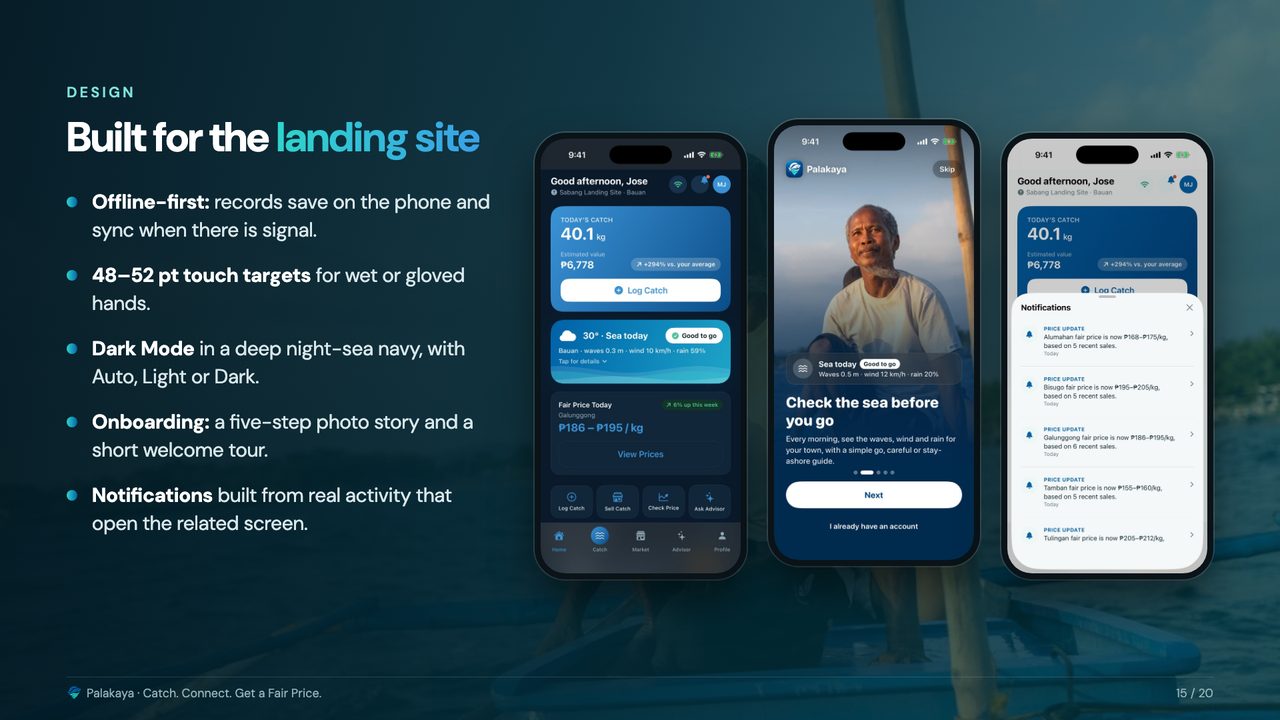 DESIGN
Built for the landing site
Offline-first: records save on the phone and
sync when there is signal.
48–52 pt touch targets for wet or gloved
hands.
Dark Mode in a deep night-sea navy, with
Auto, Light or Dark.
Onboarding: a five-step photo story and a
short welcome tour.
Notifications built from real activity that
open the related screen.
9:41
Good afternoon, Jose
MJ
Sabang Landing Site · Bauan
TODAY'S CATCH
40.1 kg
Estimated value
₱6,778
+294% vs. your average
Log Catch
30° · Sea today
Good to go
Bauan · waves 0.3 m · wind 10 km/h · rain 59%
Tap for details
Fair Price Today
6% up this week
Galunggong
₱186 – ₱195 / kg
View Prices
Log Catch
Sell Catch
Check Price
Ask Advisor
Home
Catch
Market
Advisor
Profile
9:41
Palakaya
Skip
Sea today
Good to go
Waves 0.5 m · wind 12 km/h · rain 20%
Check the sea before
you go
Every morning, see the waves, wind and rain for
your town, with a simple go, careful or stay-
ashore guide.
Next
I already have an account
9:41
Good afternoon, Jose
MJ
Sabang Landing Site · Bauan
TODAY'S CATCH
40.1 kg
Estimated value
₱6,778
+294% vs. your average
Log Catch
Notifications
PRICE UPDATE
Alumahan fair price is now ₱168–₱175/kg,
based on 5 recent sales.
Today
PRICE UPDATE
Bisugo fair price is now ₱195–₱205/kg,
based on 5 recent sales.
Today
PRICE UPDATE
Galunggong fair price is now ₱186–₱195/kg,
based on 6 recent sales.
Today
PRICE UPDATE
Tamban fair price is now ₱155–₱160/kg,
based on 5 recent sales.
Today
PRICE UPDATE
Tulingan fair price is now ₱205–₱212/kg,
Palakaya · Catch. Connect. Get a Fair Price.
15 / 20